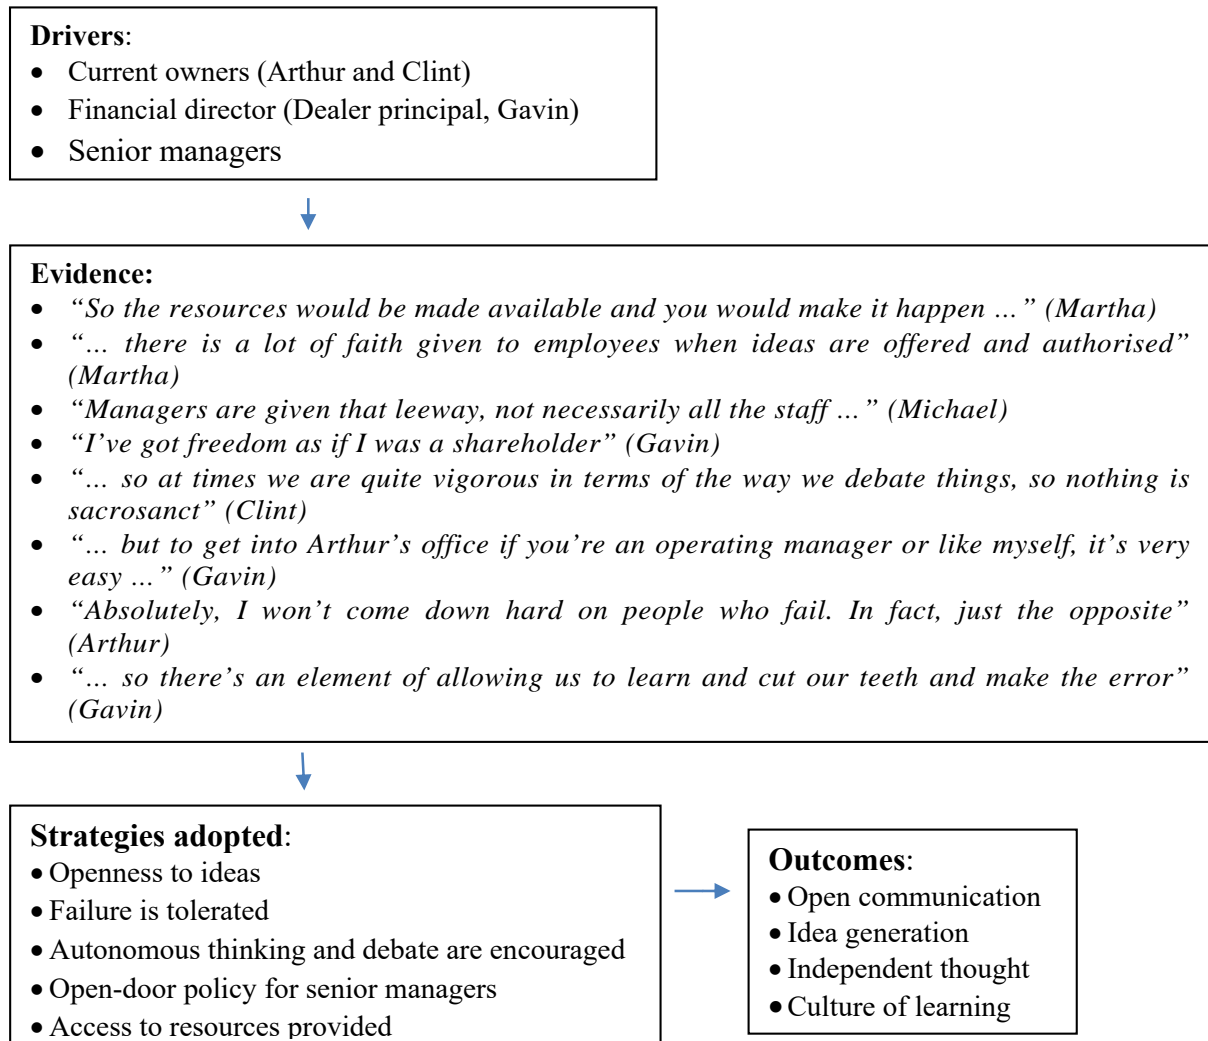 Drivers:
• Current owners (Arthur and Clint)
• Financial director (Dealer principal, Gavin)
• Senior managers
Evidence:
• “So the resources would be made available and you would make it happen …” (Martha)
• “… there is a lot of faith given to employees when ideas are offered and authorised”
(Martha)
• “Managers are given that leeway, not necessarily all the staff …” (Michael)
• “I’ve got freedom as if I was a shareholder” (Gavin)
• “… so at times we are quite vigorous in terms of the way we debate things, so nothing is
sacrosanct” (Clint)
• “… but to get into Arthur’s office if you’re an operating manager or like myself, it’s very
easy …” (Gavin)
• “Absolutely, I won’t come down hard on people who fail. In fact, just the opposite”
(Arthur)
• “… so there’s an element of allowing us to learn and cut our teeth and make the error”
(Gavin)
Strategies adopted:
• Openness to ideas
• Failure is tolerated
• Autonomous thinking and debate are encouraged
• Open-door policy for senior managers
• Access to resources provided
Outcomes:
• Open communication
• Idea generation
• Independent thought
• Culture of learning